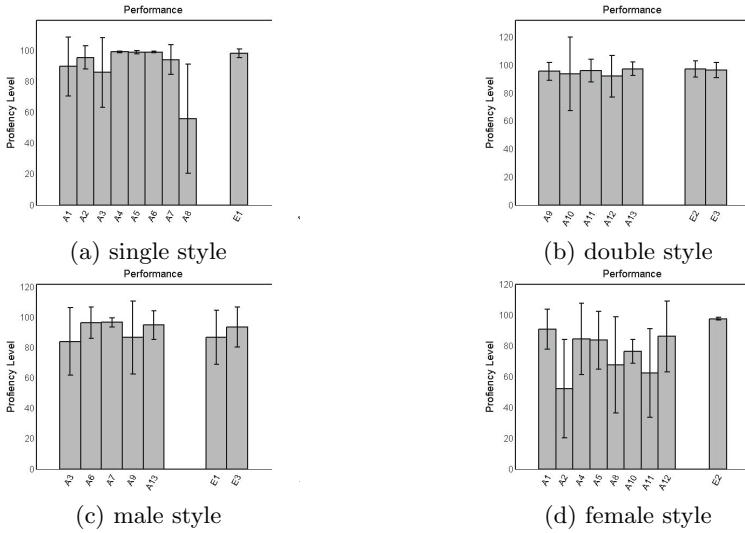 Performance
Profiency Level
100
80
60
40
20
0
A1 A2 A3 A4 A5 A6 A7 A8 E1
(a) single style
Performance
Profiency Level
120
100
80
60
40
20
0
A9 A10 A11 A12 A13 E2 E3
(b) double style
Performance
Profiency Level
120
100
80
60
40
20
0
A3 A6 A7 A9 A13 E1 E3
(c) male style
Performance
Profiency Level
120
100
80
60
40
20
0
A1 A2 A4 A5 A8 A10 A11 A12 E2
(d) female style